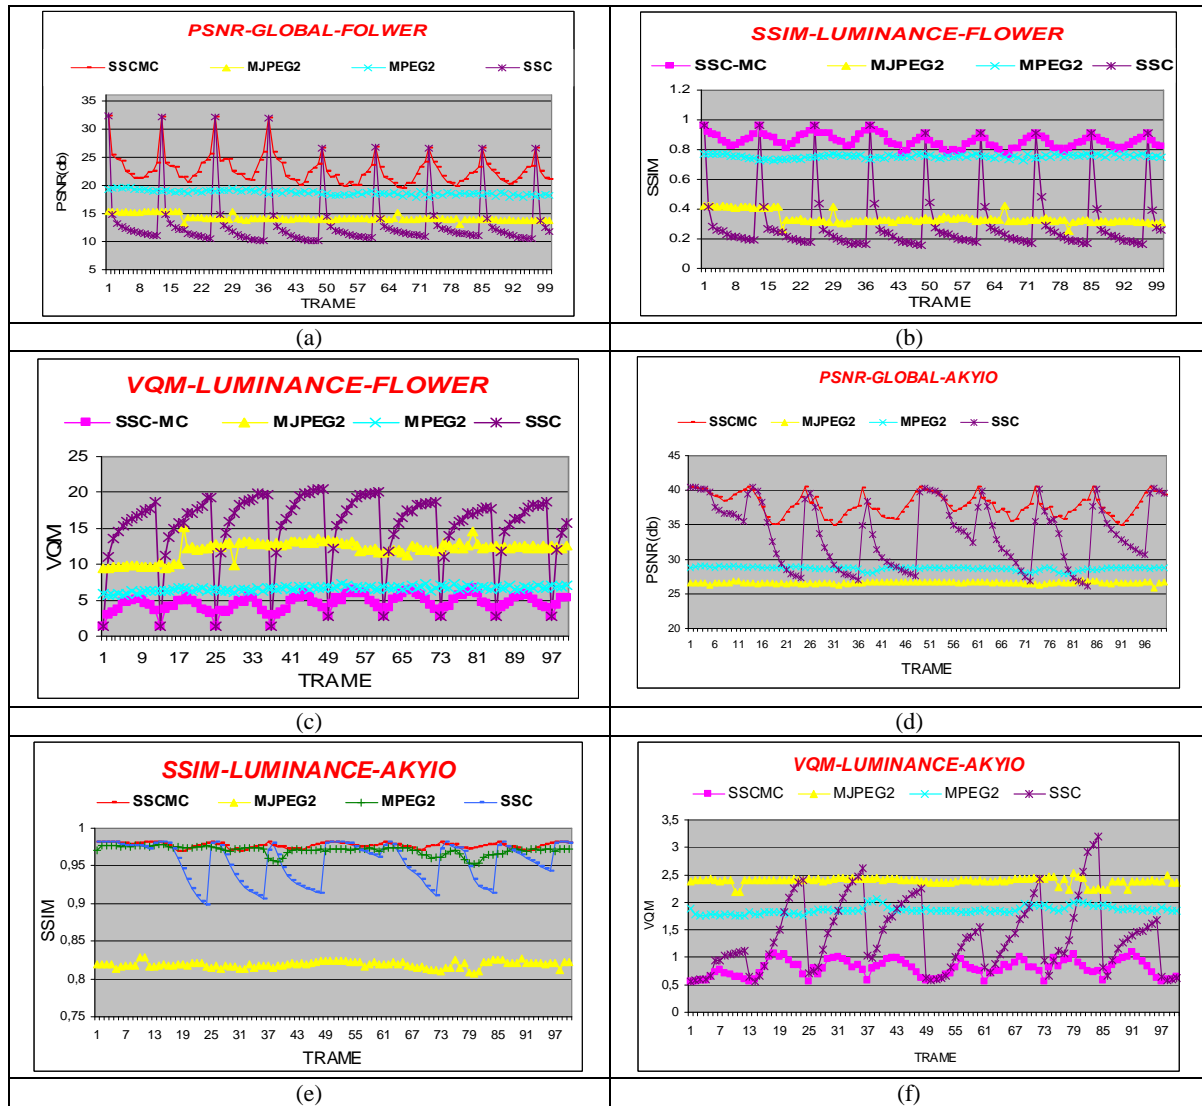 PSNR-GLOBAL-FOLWER
SSCMC MJPEG2 MPEG2 SSC
35
30
25
20
15
10
5
PSNR(db)
1 8 15 22 29 36 43 50 57 64 71 78 85 92 99
TRAME
(a)
SSIM-LUMINANCE-FLOWER
SSC-MC MJPEG2 MPEG2 SSC
1.2
1
0.8
0.6
0.4
0.2
0
SSIM
1 8 15 22 29 36 43 50 57 64 71 78 85 92 99
TRAME
(b)
VQM-LUMINANCE-FLOWER
SSC-MC MJPEG2 MPEG2 SSC
25
20
15
10
5
0
VQM
1 9 17 25 33 41 49 57 65 73 81 89 97
TRAME
(c)
PSNR-GLOBAL-AKYIO
SSCMC MJPEG2 MPEG2 SSC
45
40
35
30
25
20
PSNR(db)
1 6 11 16 21 26 31 36 41 46 51 56 61 66 71 76 81 86 91 96
TRAME
(d)
SSIM-LUMINANCE-AKYIO
SSCMC MJPEG2 MPEG2 SSC
1
0,95
0,9
0,85
0,8
0,75
SSIM
1 7 13 19 25 31 37 43 49 55 61 67 73 79 85 91 97
TRAME
(e)
VQM-LUMINANCE-AKYIO
SSCMC MJPEG2 MPEG2 SSC
3,5
3
2,5
2
1,5
1
0,5
0
VQM
1 7 13 19 25 31 37 43 49 55 61 67 73 79 85 91 97
TRAME
(f)